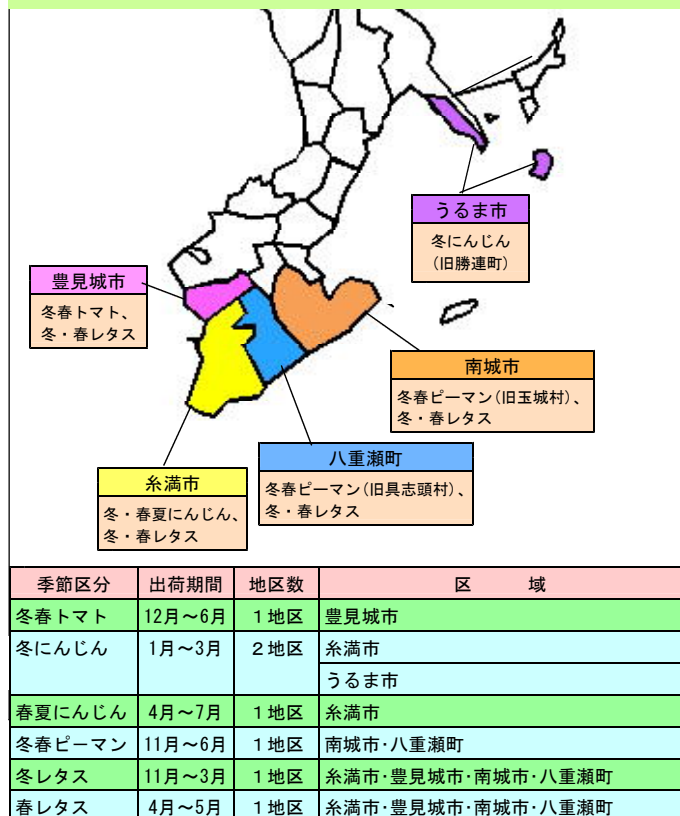 うるま市
冬にんじん
(旧勝連町)
豊見城市
冬春トマト、
冬・春レタス
南城市
冬春ピーマン(旧玉城村)、
冬・春レタス
八重瀬町
冬春ピーマン(旧具志頭村)、
冬・春レタス
糸満市
冬・春夏にんじん、
冬・春レタス
季節区分 出荷期間 地区数 区 域
冬春トマト 12月～6月 1地区 豊見城市
冬にんじん 1月～3月 2地区 糸満市
うるま市
春夏にんじん 4月～7月 1地区 糸満市
冬春ピーマン 11月～6月 1地区 南城市・八重瀬町
冬レタス 11月～3月 1地区 糸満市・豊見城市・南城市・八重瀬町
春レタス 4月～5月 1地区 糸満市・豊見城市・南城市・八重瀬町